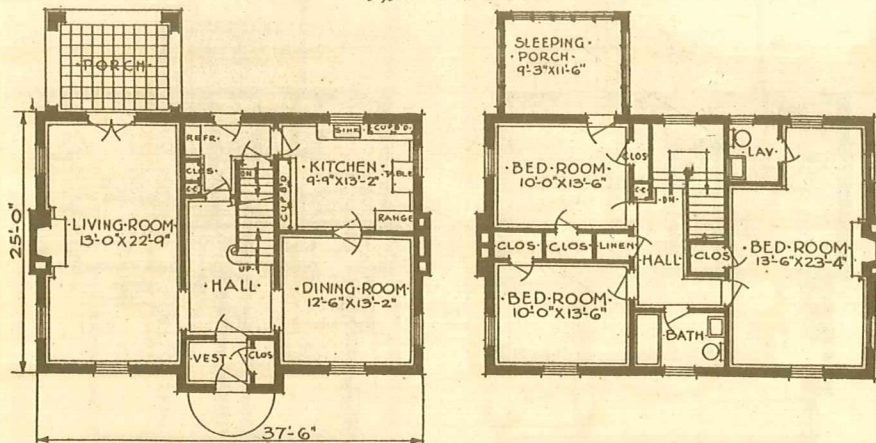 PORCH
REFR.
SINK
CUPB'D.
CLOS.
C.C.
DN
CUPB'D
KITCHEN
9'-9"X13'-2"
TABLE
RANGE
25'-0"
LIVING·ROOM
13'-0"X22'-9"
UP
HALL
DINING·ROOM
12'-6"X13'-2"
VEST
CLOS
37'-6"
SLEEPING·
PORCH·
9'-3"X11'-6"
BED·ROOM·
10'-0"X13'-6"
CLOS
C.C.
DN
LAV.
CLOS·
CLOS·
LINEN
HALL
CLOS
BED·ROOM·
13'-6"X23'-4"
BED·ROOM·
10'-0"X13'-6"
BATH